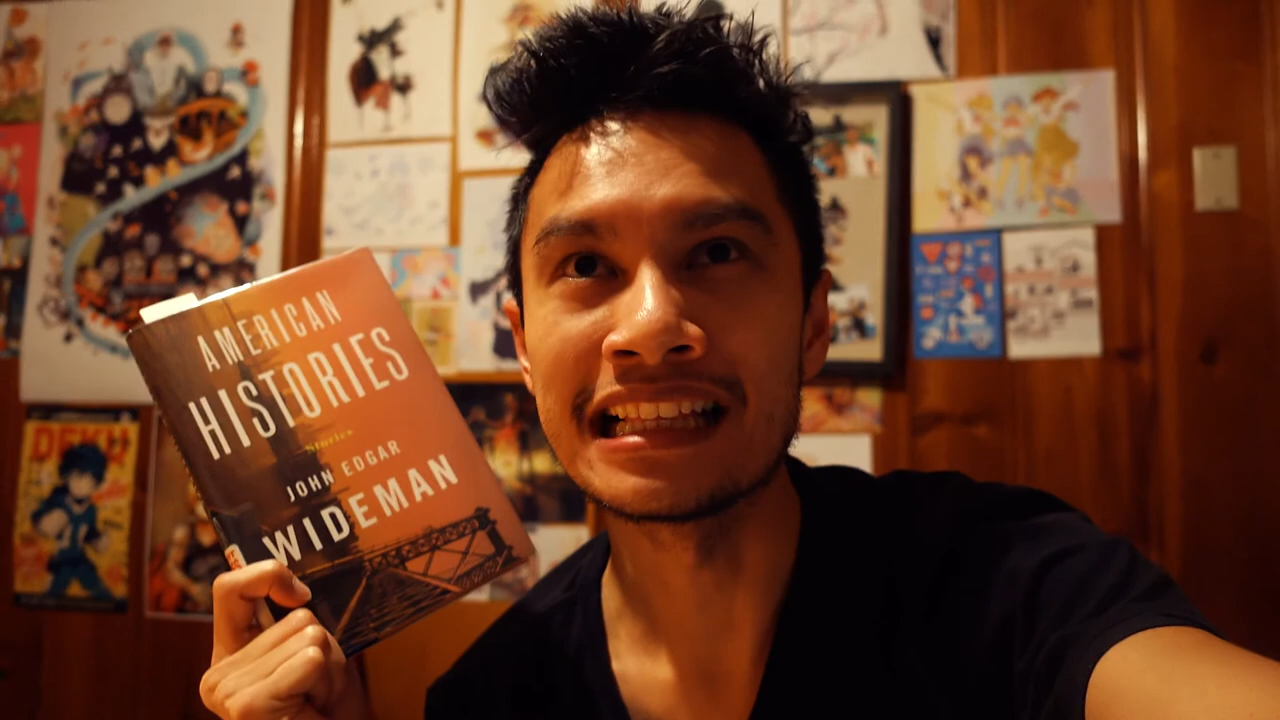 AMERICAN
HISTORIES
Stories
JOHN EDGAR
WIDEMAN
DEKU